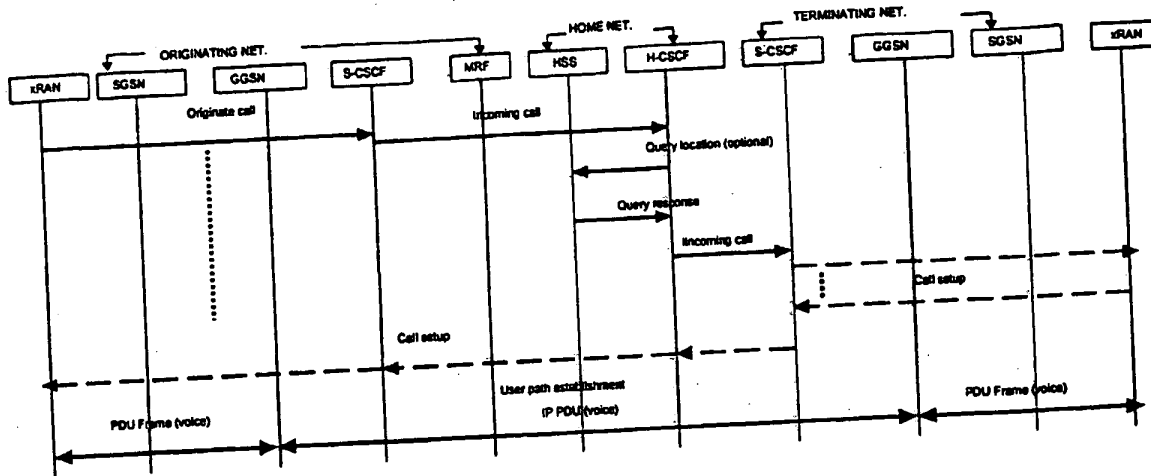 ORIGINATING NET.
HOME NET.
TERMINATING NET.
xRAN
SGSN
GGSN
S-CSCF
MRF
HSS
H-CSCF
S-CSCF
GGSN
SGSN
xRAN
Originate call
Incoming call
Query location (optional)
Query response
IIncoming call
Call setup
Call setup
User path establishment
PDU Frame (voice)
IP PDU (voice)
PDU Frame (voice)